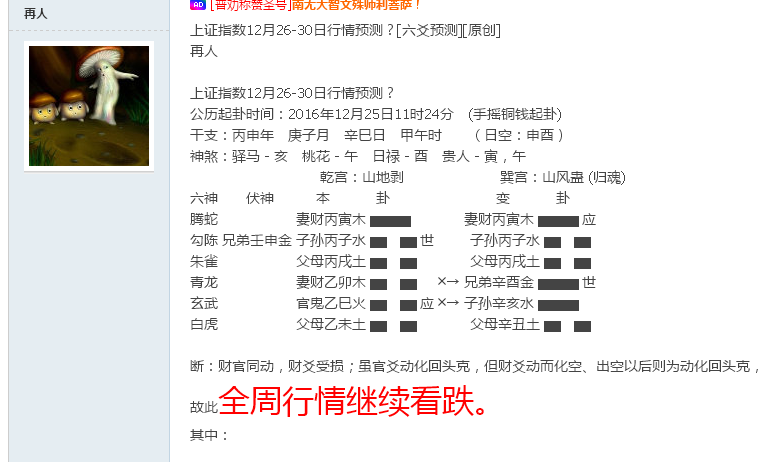 再人
AD [普劝称赞圣号]南无大智文殊师利菩萨！
上证指数12月26-30日行情预测？[六爻预测][原创]
再人
上证指数12月26-30日行情预测？
公历起卦时间：2016年12月25日11时24分 (手摇铜钱起卦)
干支：丙申年 庚子月 辛巳日 甲午时 （日空：申酉）
神煞：驿马－亥 桃花－午 日禄－酉 贵人－寅，午
乾宫：山地剥 巽宫：山风蛊 (归魂)
六神 伏神 本 卦 变 卦
腾蛇 妻财丙寅木 妻财丙寅木 应
勾陈 兄弟壬申金 子孙丙子水 世 子孙丙子水
朱雀 父母丙戌土 父母丙戌土
青龙 妻财乙卯木 ×→ 兄弟辛酉金 世
玄武 官鬼乙巳火 应 ×→ 子孙辛亥水
白虎 父母乙未土 父母辛丑土
断：财官同动，财爻受损；虽官爻动化回头克，但财爻动而化空、出空以后则为动化回头克，
故此全周行情继续看跌。
其中：